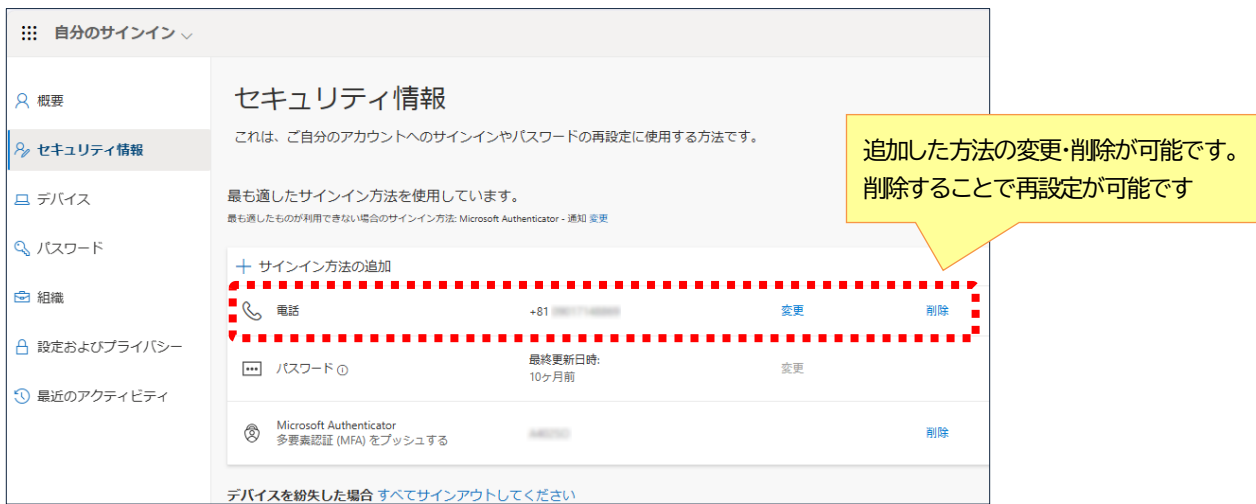 自分のサインイン
概要
セキュリティ情報
デバイス
パスワード
組織
設定およびプライバシー
最近のアクティビティ
セキュリティ情報
これは、ご自分のアカウントへのサインインやパスワードの再設定に使用する方法です。
最も適したサインイン方法を使用しています。
最も適したものが利用できない場合のサインイン方法: Microsoft Authenticator - 通知 変更
サインイン方法の追加
電話 +81 変更 削除
パスワード 最終更新日時: 変更
10ヶ月前
Microsoft Authenticator
多要素認証 (MFA) をプッシュする 削除
デバイスを紛失した場合 すべてサインアウトしてください
追加した方法の変更・削除が可能です。
削除することで再設定が可能です